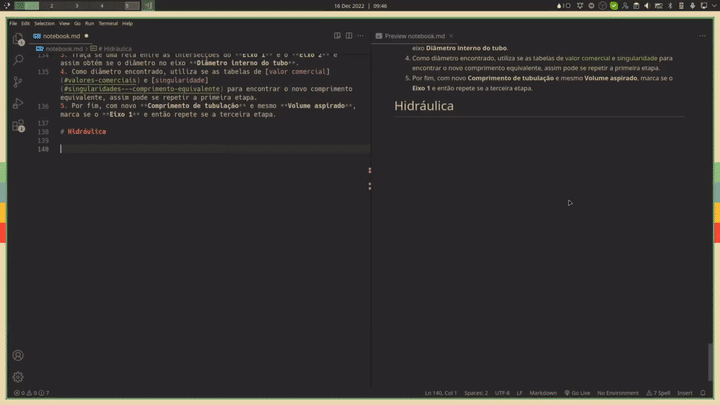 16 Dec 2022 | 09:46
1 2 3 4 5
File Edit Selection View Go Run Terminal Help
notebook.md
notebook.md > # Hidráulica
134 3. Traça se uma reta entre as intersecções do **Eixo 1** e o **Eixo 2** e
assim obtém se o diâmetro no eixo **Diâmetro interno do tubo**.
135 4. Como diâmetro encontrado, utiliza se as tabelas de [valor comercial]
(#valores-comerciais) e [singularidade]
(#singularidades---comprimento-equivalente) para encontrar o novo comprimento
equivalente, assim pode se repetir a primeira etapa.
136 5. Por fim, com novo **Comprimento de tubulação** e mesmo **Volume aspirado**,
marca se o **Eixo 1** e então repete se a terceira etapa.
137
138 # Hidráulica
139
140
Preview notebook.md
eixo Diâmetro interno do tubo.
4. Como diâmetro encontrado, utiliza se as tabelas de valor comercial e singularidade para
encontrar o novo comprimento equivalente, assim pode se repetir a primeira etapa.
5. Por fim, com novo Comprimento de tubulação e mesmo Volume aspirado, marca se o
Eixo 1 e então repete se a terceira etapa.
Hidráulica
0 0 7
Ln 140, Col 1 Spaces: 2 UTF-8 LF Markdown Go Live No Environment 7 Spell Insert